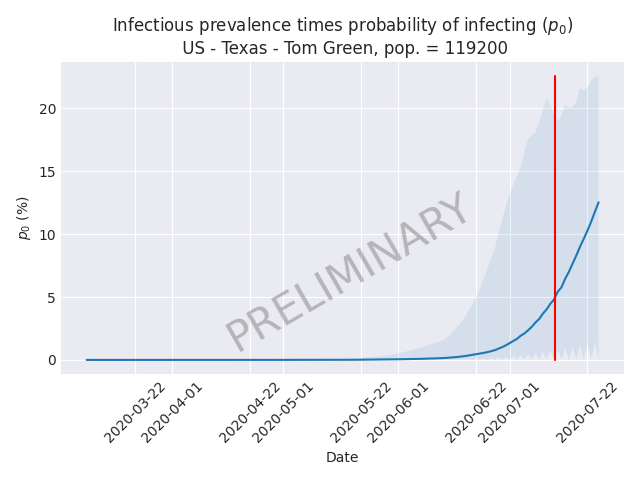 Infectious prevalence times probability of infecting (p₀)
US - Texas - Tom Green, pop. = 119200
20
15
10
5
0
p₀ (%)
PRELIMINARY
2020-03-22
2020-04-01
2020-04-22
2020-05-01
2020-05-22
2020-06-01
2020-06-22
2020-07-01
2020-07-22
Date